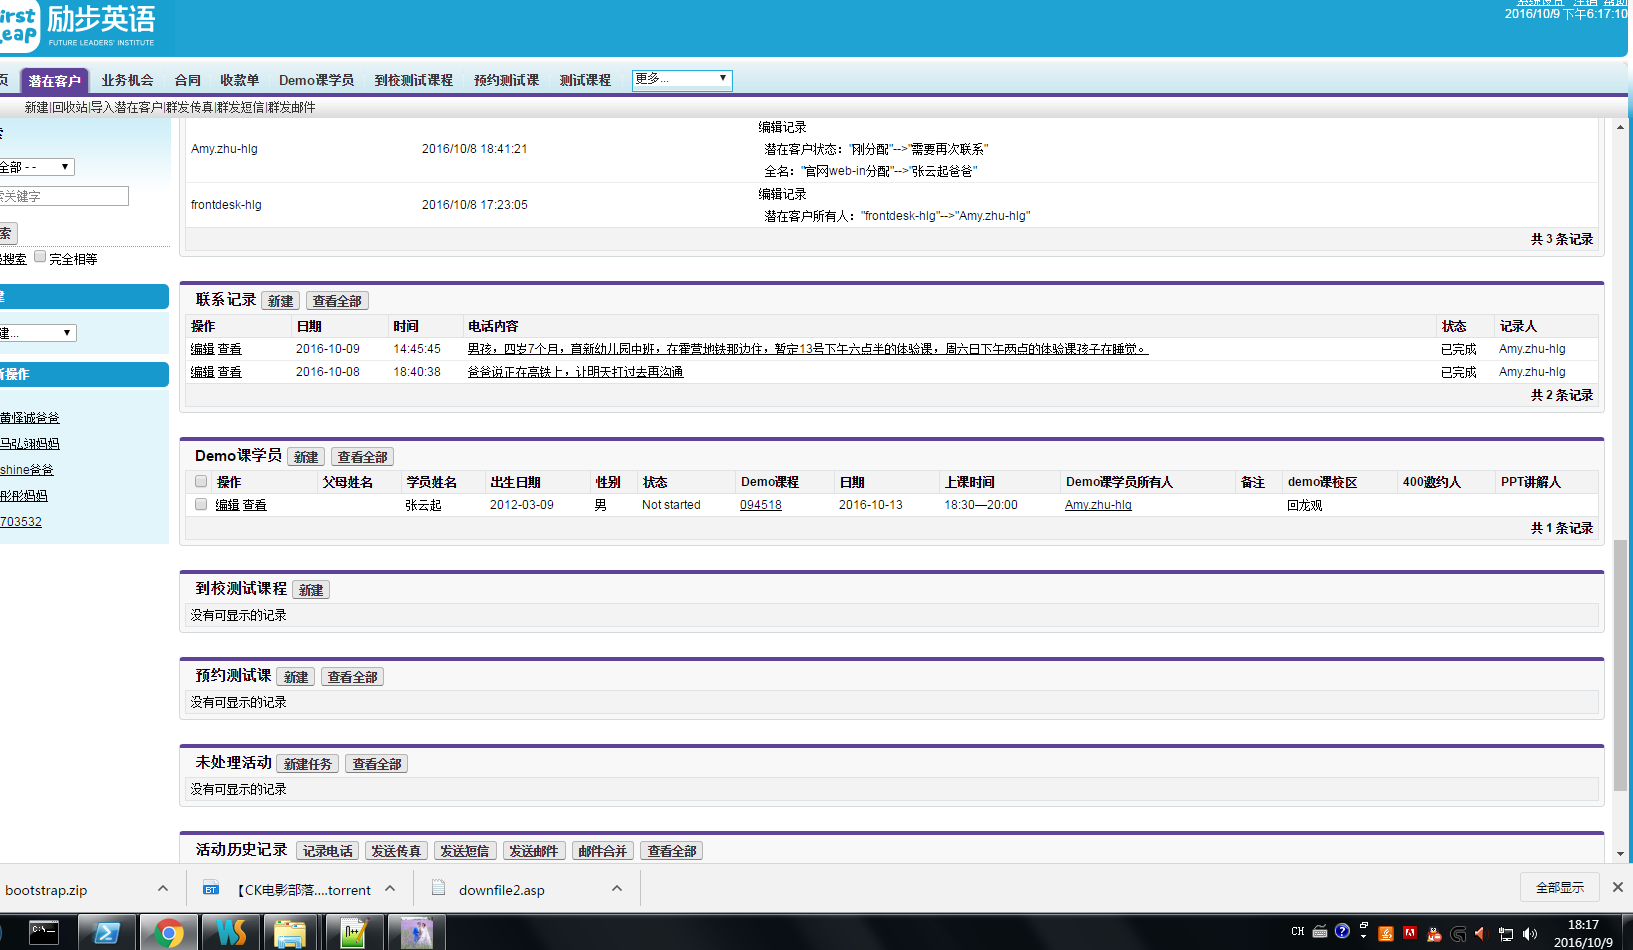 irst
eap
励步英语
FUTURE LEADERS' INSTITUTE
系统设置 注销 帮助
2016/10/9 下午6:17:10
页 潜在客户 业务机会 合同 收款单 Demo课学员 到校测试课程 预约测试课 测试课程 更多...
新建|回收站|导入潜在客户|群发传真|群发短信|群发邮件
索
全部 - -
索关键字
索
级搜索 完全相等
建
建...
新操作
黄怿诚爸爸
马弘翊妈妈
shine爸爸
彤彤妈妈
703532
编辑记录
Amy.zhu-hlg 2016/10/8 18:41:21 潜在客户状态："刚分配"-->"需要再次联系"
全名："官网web-in分配"-->"张云起爸爸"
编辑记录
frontdesk-hlg 2016/10/8 17:23:05
潜在客户所有人："frontdesk-hlg"-->"Amy.zhu-hlg"
共 3 条记录
联系记录 新建 查看全部
操作 日期 时间 电话内容 状态 记录人
编辑 查看 2016-10-09 14:45:45 男孩，四岁7个月，育新幼儿园中班，在霍营地铁那边住，暂定13号下午六点半的体验课，周六日下午两点的体验课孩子在睡觉。 已完成 Amy.zhu-hlg
编辑 查看 2016-10-08 18:40:38 爸爸说正在高铁上，让明天打过去再沟通 已完成 Amy.zhu-hlg
共 2 条记录
Demo课学员 新建 查看全部
操作 父母姓名 学员姓名 出生日期 性别 状态 Demo课程 日期 上课时间 Demo课学员所有人 备注 demo课校区 400邀约人 PPT讲解人
编辑 查看 张云起 2012-03-09 男 Not started 094518 2016-10-13 18:30—20:00 Amy.zhu-hlg 回龙观
共 1 条记录
到校测试课程 新建
没有可显示的记录
预约测试课 新建 查看全部
没有可显示的记录
未处理活动 新建任务 查看全部
没有可显示的记录
活动历史记录 记录电话 发送传真 发送短信 发送邮件 邮件合并 查看全部
bootstrap.zip 【CK电影部落....torrent downfile2.asp 全部显示
CH 18:17
2016/10/9